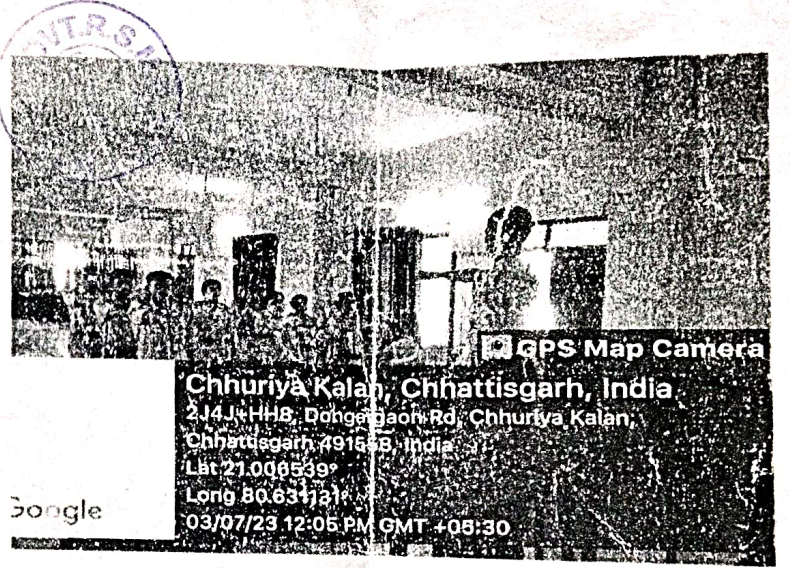 GOVT.R.S.
GPS Map Camera
Chhuriya Kalan, Chhattisgarh, India
2J4J+HH8, Dongargaon Rd, Chhuriya Kalan,
Chhattisgarh 491558, India
Lat 21.006539°
Long 80.631131°
Google
03/07/23 12:05 PM GMT +05:30